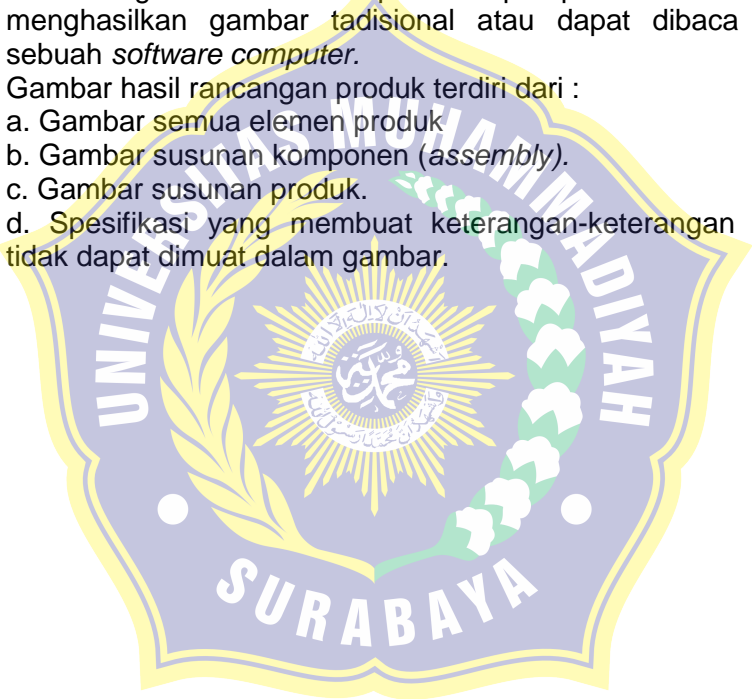 menghasilkan gambar tadisional atau dapat dibaca
sebuah software computer.
Gambar hasil rancangan produk terdiri dari :
a. Gambar semua elemen produk
b. Gambar susunan komponen (assembly).
c. Gambar susunan produk.
d. Spesifikasi yang membuat keterangan-keterangan
tidak dapat dimuat dalam gambar.
UNIVERSITAS MUHAMMADIYAH
SURABAYA